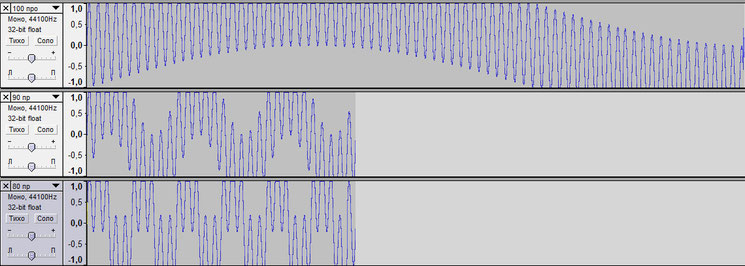 × 100 про ▼
Моно, 44100Hz
32-bit float
Тихо Соло
- +
Л П
1,0
0,5
0,0
-0,5
-1,0
× 90 пр ▼
Моно, 44100Hz
32-bit float
Тихо Соло
- +
Л П
1,0
0,5
0,0
-0,5
-1,0
× 80 пр ▼
Моно, 44100Hz
32-bit float
Тихо Соло
- +
Л П
1,0
0,5
0,0
-0,5
-1,0